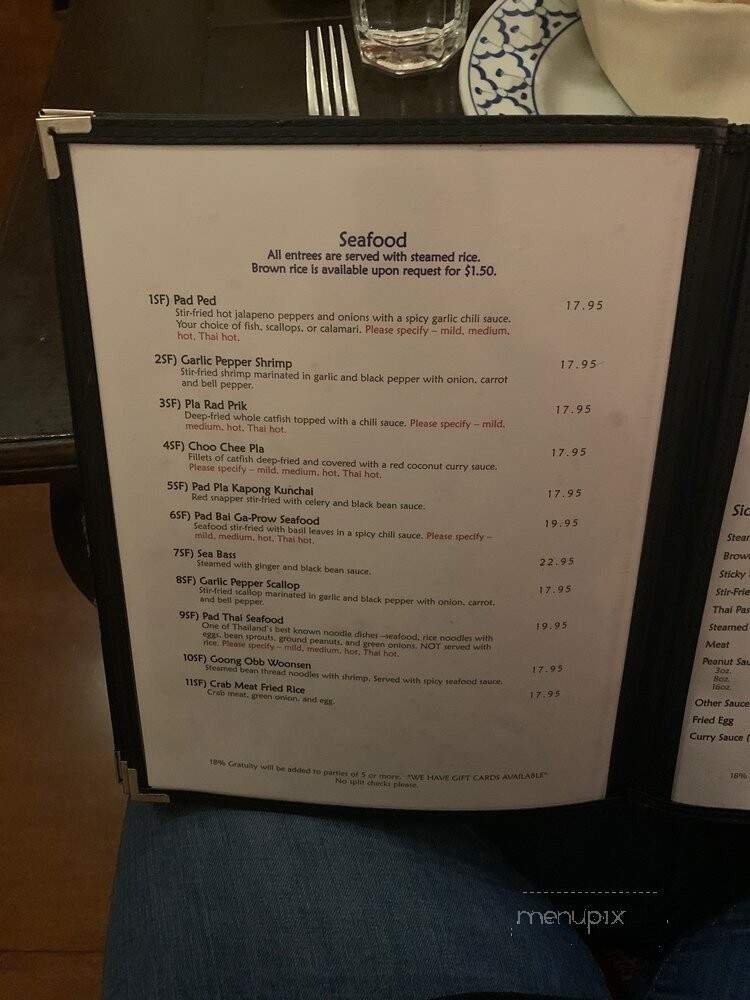 Seafood
All entrees are served with steamed rice.
Brown rice is available upon request for $1.50.
1SF) Pad Ped 17.95
Stir-fried hot jalapeno peppers and onions with a spicy garlic chili sauce.
Your choice of fish, scallops, or calamari. Please specify – mild, medium,
hot, Thai hot.
2SF) Garlic Pepper Shrimp 17.95
Stir-fried shrimp marinated in garlic and black pepper with onion, carrot
and bell pepper.
3SF) Pla Rad Prik 17.95
Deep-fried whole catfish topped with a chili sauce. Please specify – mild,
medium, hot, Thai hot.
4SF) Choo Chee Pla 17.95
Fillets of catfish deep-fried and covered with a red coconut curry sauce.
Please specify – mild, medium, hot, Thai hot.
5SF) Pad Pla Kapong Kunchai 17.95
Red snapper stir-fried with celery and black bean sauce.
6SF) Pad Bai Ga-Prow Seafood 19.95
Seafood stir-fried with basil leaves in a spicy chili sauce. Please specify –
mild, medium, hot, Thai hot.
7SF) Sea Bass 22.95
Steamed with ginger and black bean sauce.
8SF) Garlic Pepper Scallop 17.95
Stir-fried scallop marinated in garlic and black pepper with onion, carrot,
and bell pepper.
9SF) Pad Thai Seafood 19.95
One of Thailand's best known noodle dishes –seafood, rice noodles with
eggs, bean sprouts, ground peanuts, and green onions. NOT served with
rice. Please specify – mild, medium, hot, Thai hot.
10SF) Goong Obb Woonsen 17.95
Steamed bean thread noodles with shrimp. Served with spicy seafood sauce.
11SF) Crab Meat Fried Rice 17.95
Crab meat, green onion, and egg.
18% Gratuity will be added to parties of 5 or more. *WE HAVE GIFT CARDS AVAILABLE*
No split checks please.
Sid
Stear
Brow
Sticky
Stir-Frie
Thai Pas
Steamed
Meat
Peanut Sau
3oz.
8oz.
16oz.
Other Sauce
Fried Egg
Curry Sauce (
18%
menupix